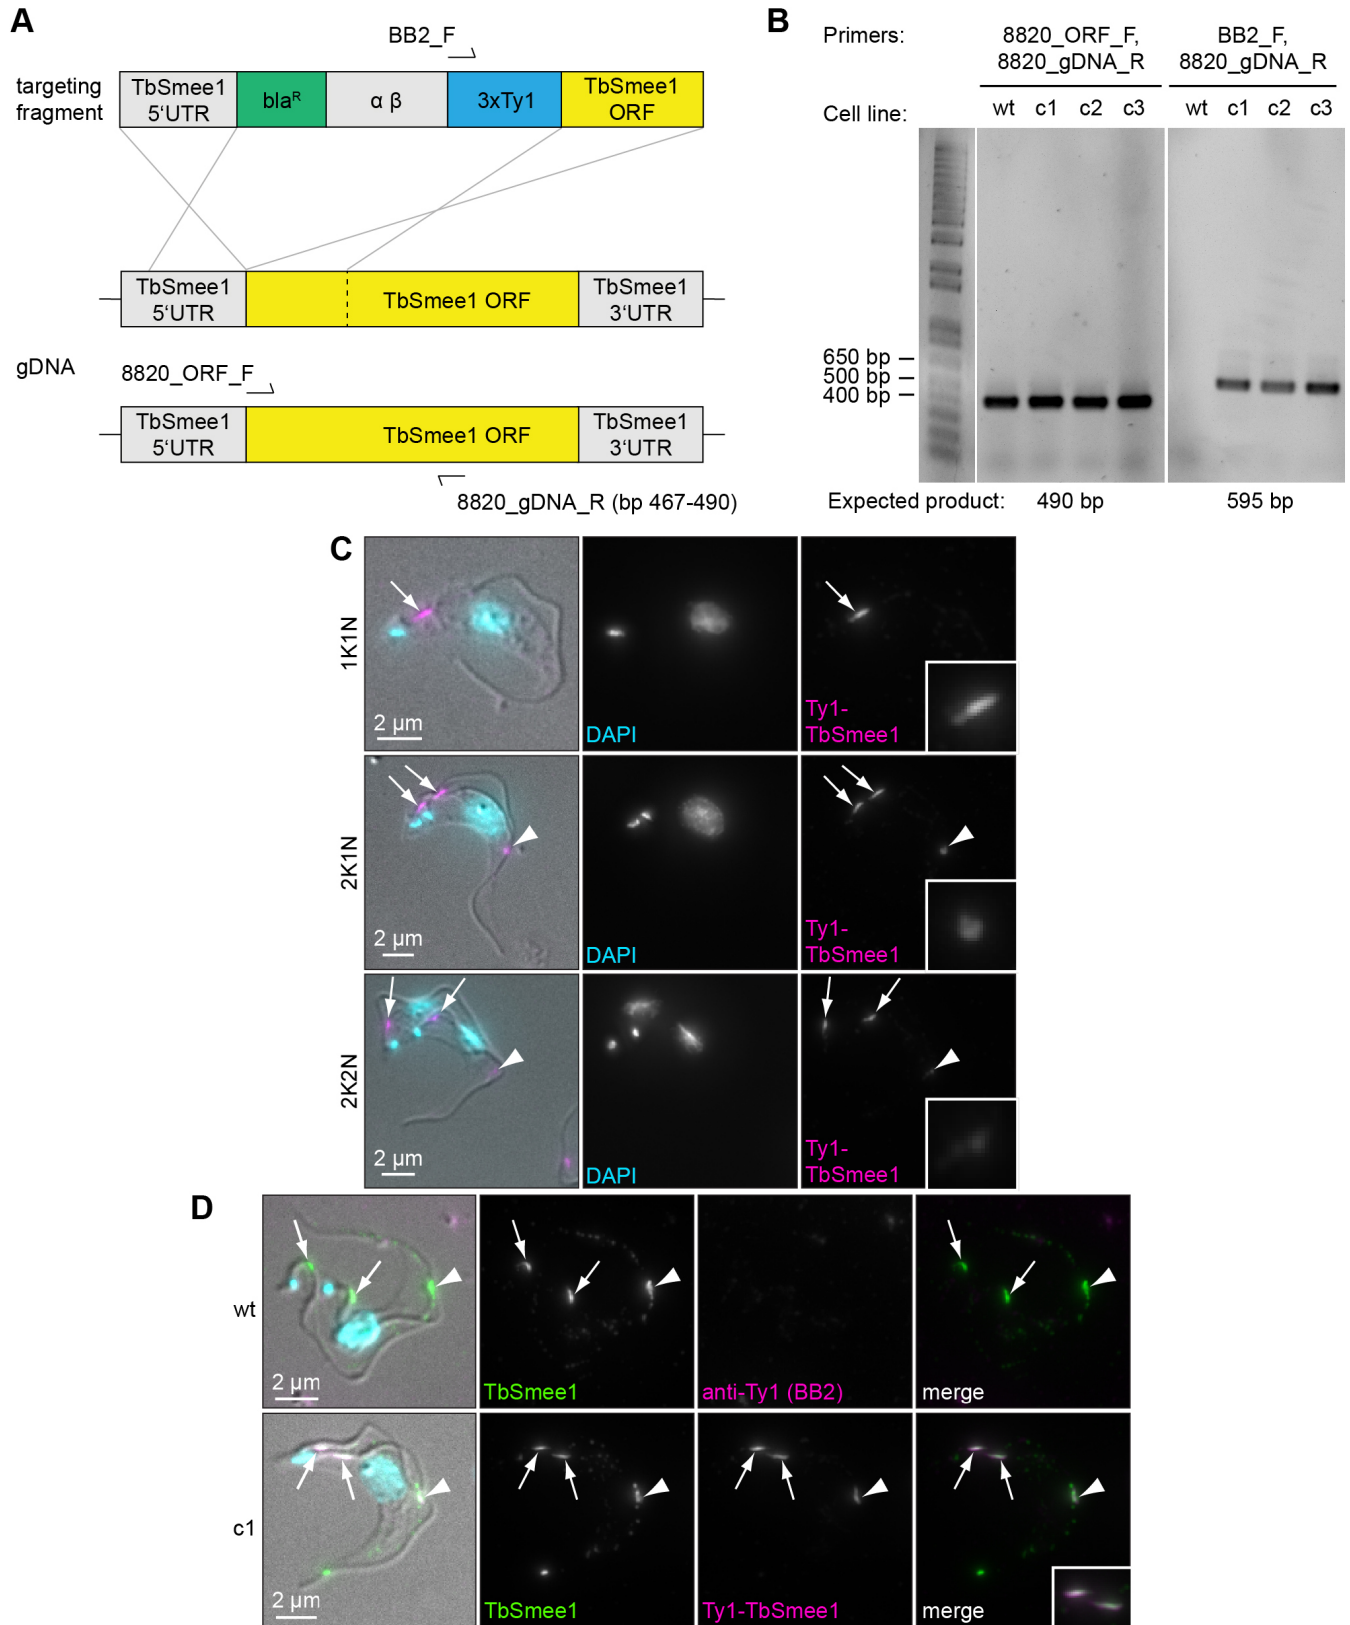 A
BB2_F
targeting
fragment
TbSmee1
5‘UTR
bla^R
α β
3xTy1
TbSmee1
ORF
TbSmee1
5‘UTR
TbSmee1 ORF
TbSmee1
3‘UTR
gDNA
8820_ORF_F
TbSmee1
5‘UTR
TbSmee1 ORF
TbSmee1
3‘UTR
8820_gDNA_R (bp 467-490)
B
Primers:
8820_ORF_F,
8820_gDNA_R
BB2_F,
8820_gDNA_R
Cell line:
wt c1 c2 c3
wt c1 c2 c3
650 bp
500 bp
400 bp
Expected product:
490 bp
595 bp
C
1K1N
2 µm
DAPI
Ty1-
TbSmee1
2K1N
2 µm
DAPI
Ty1-
TbSmee1
2K2N
2 µm
DAPI
Ty1-
TbSmee1
D
wt
2 µm
TbSmee1
anti-Ty1 (BB2)
merge
c1
2 µm
TbSmee1
Ty1-TbSmee1
merge